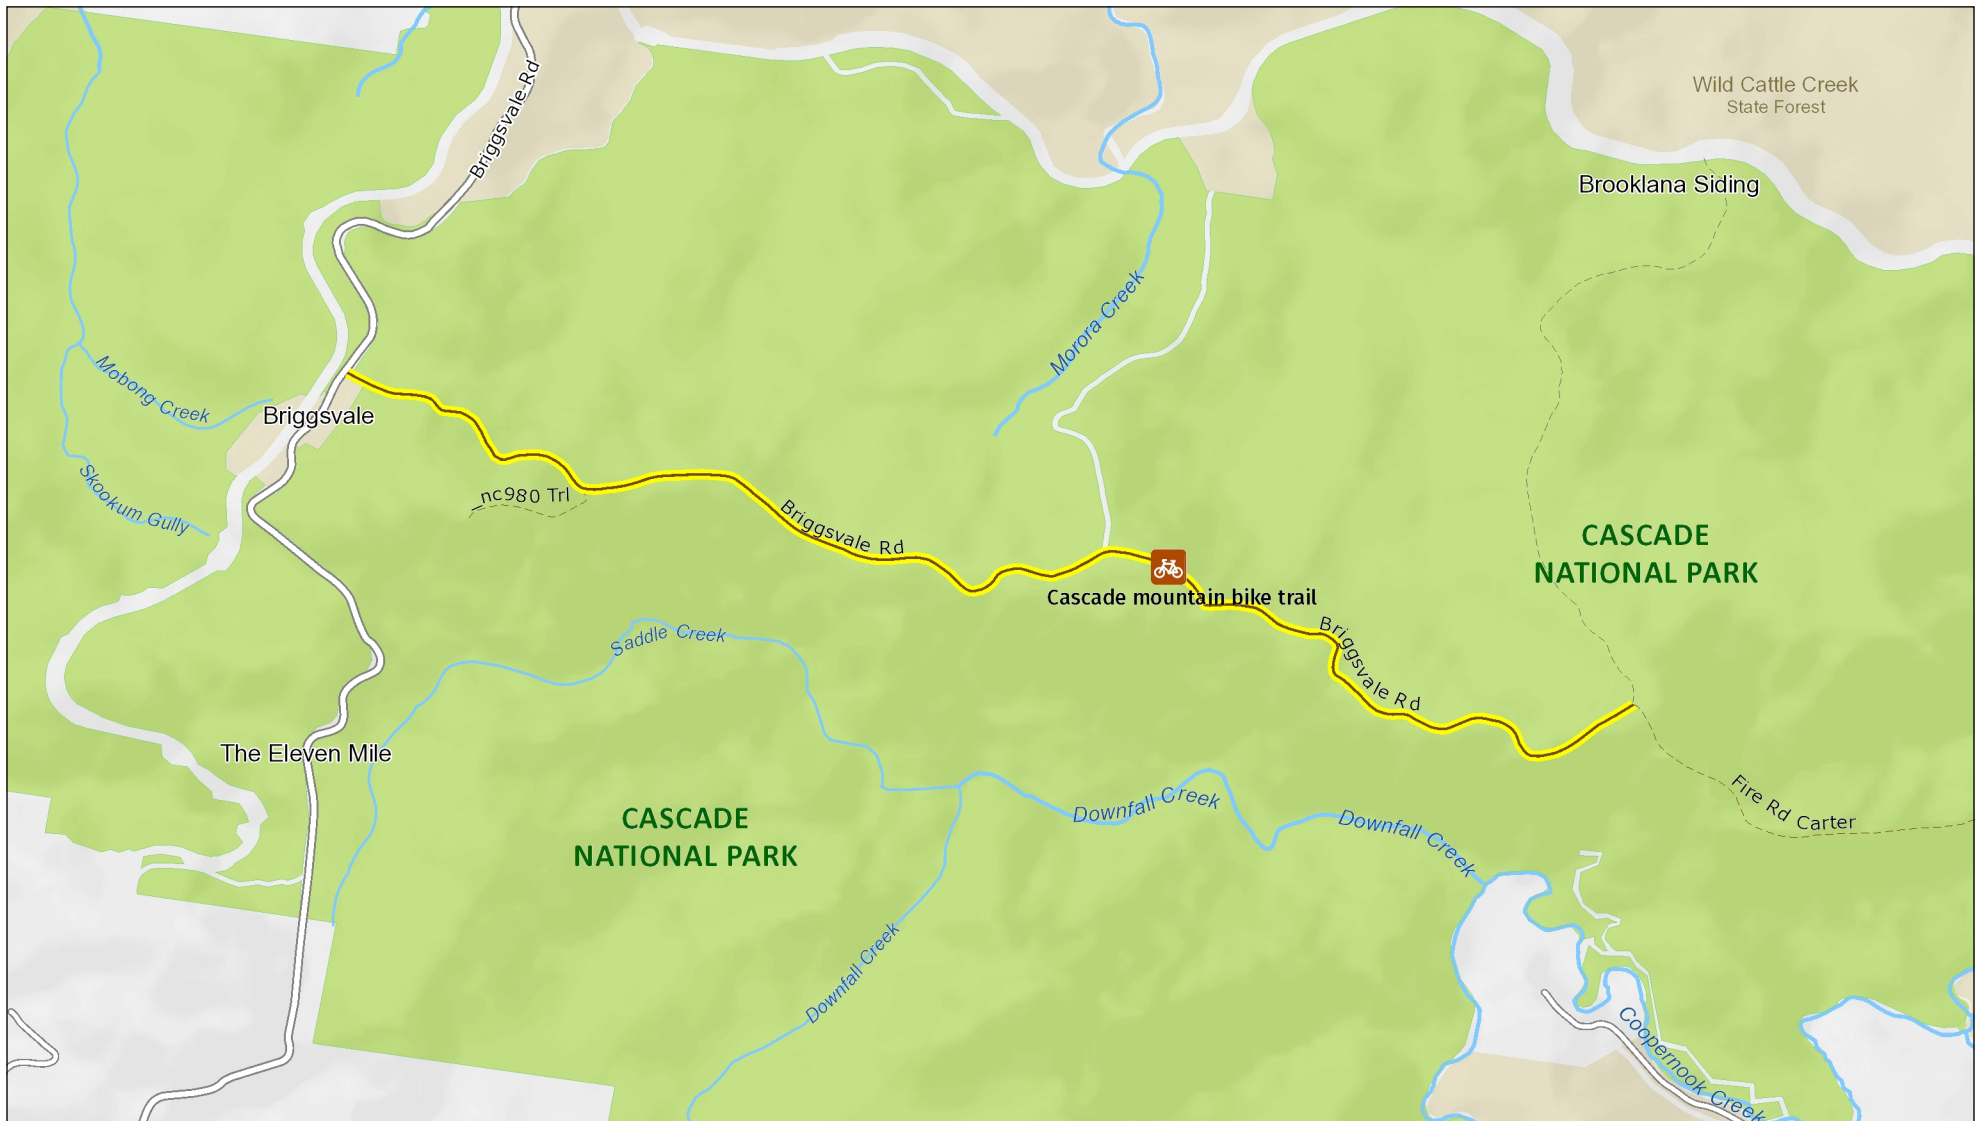 Briggsvale Rd
Wild Cattle Creek
State Forest
Brooklana Siding
Morora Creek
Mobong Creek
Briggsvale
Skookum Gully
_nc980 Trl
Briggsvale Rd
CASCADE
NATIONAL PARK
Cascade mountain bike trail
Briggsvale Rd
Saddle Creek
The Eleven Mile
Fire Rd Carter
Downfall Creek
Downfall Creek
CASCADE
NATIONAL PARK
Downfall Creek
Coopernook Creek